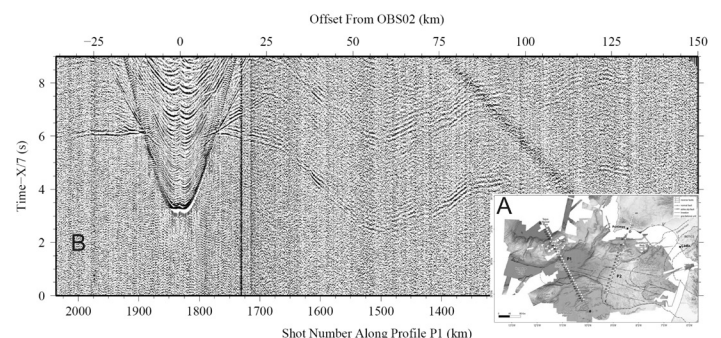 Offset From OBS02 (km)
−25 0 25 50 75 100 125 150
8
6
4
2
0
Time−X/7 (s)
B
A
P1
2000 1900 1800 1700 1600 1500 1400
Shot Number Along Profile P1 (km)